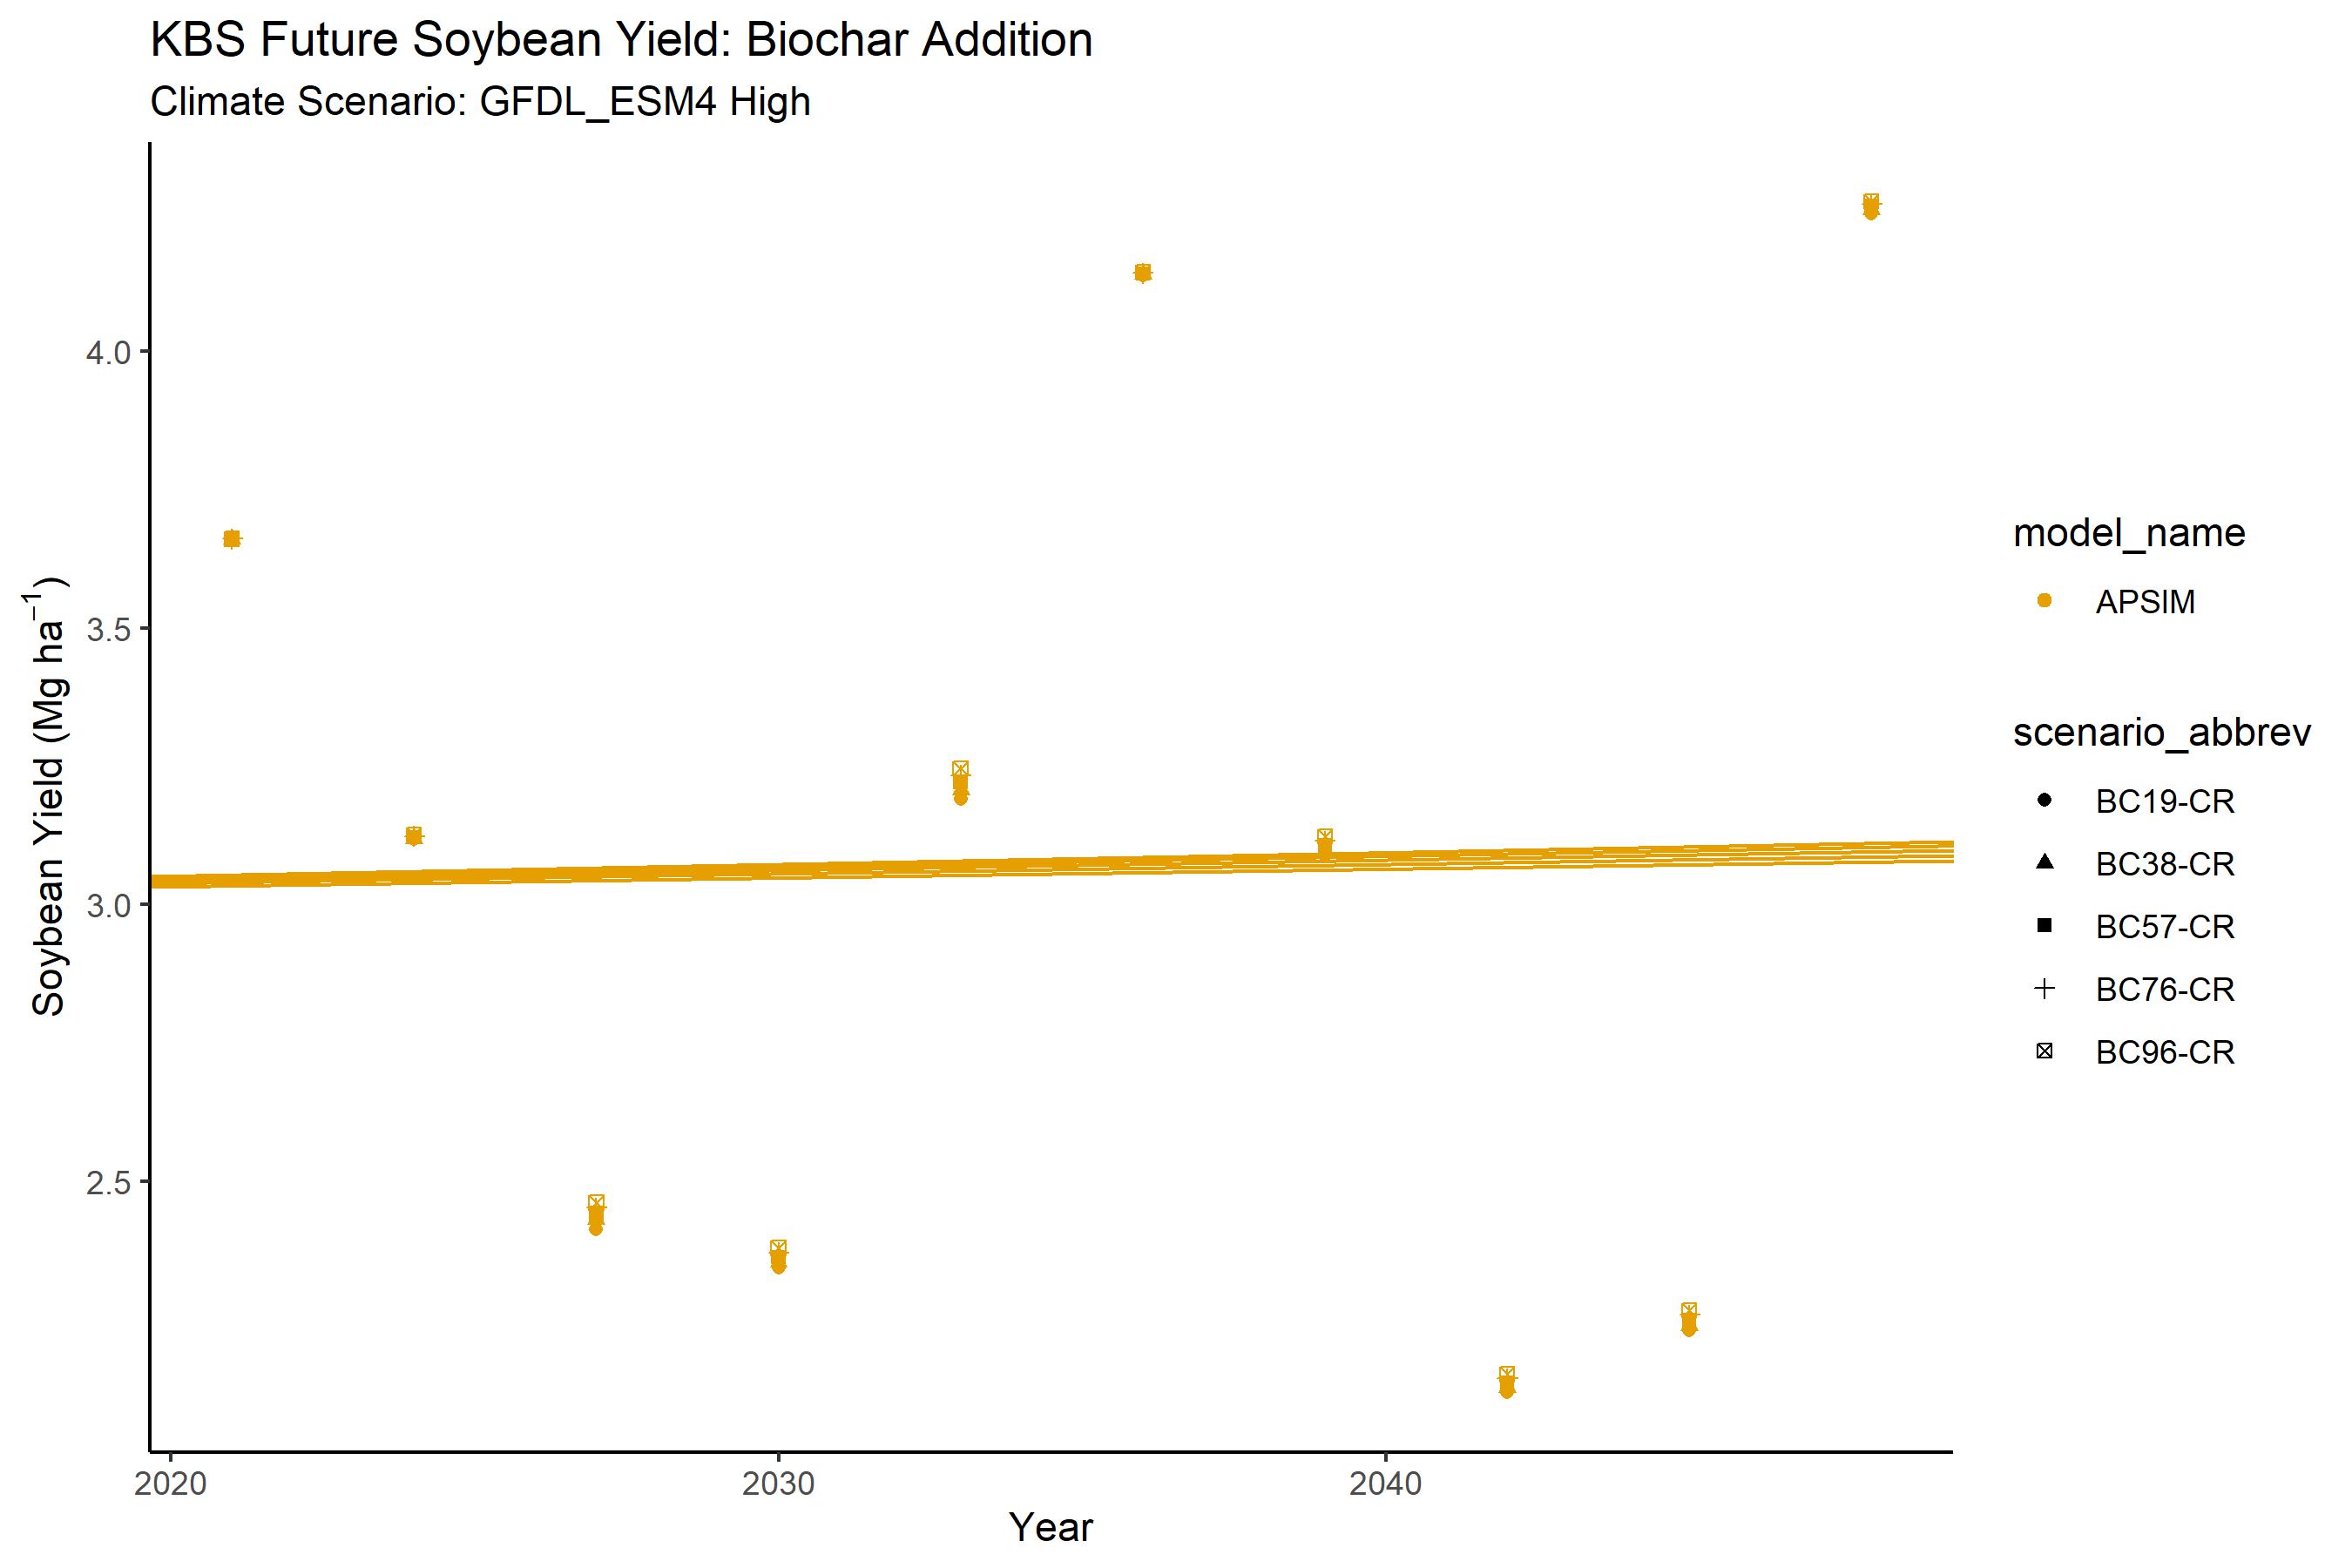 KBS Future Soybean Yield: Biochar Addition
Climate Scenario: GFDL_ESM4 High
Soybean Yield (Mg ha⁻¹)
4.0
3.5
3.0
2.5
2020
2030
2040
Year
model_name
APSIM
scenario_abbrev
BC19-CR
BC38-CR
BC57-CR
BC76-CR
BC96-CR